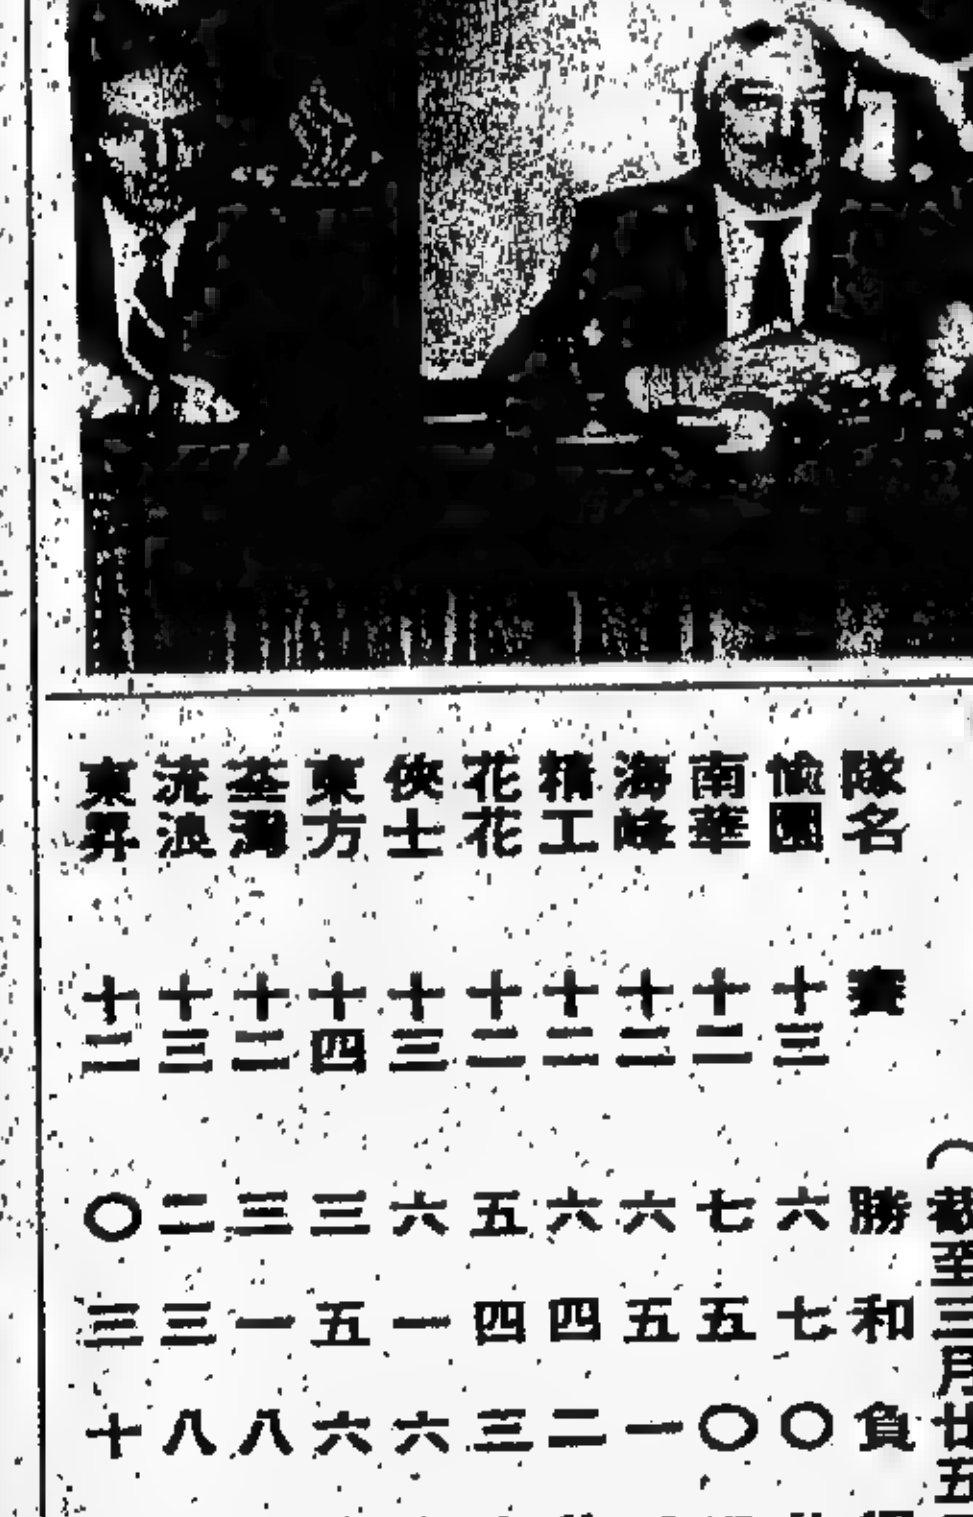 （截至三月廿五
隊名 賽 勝 和 負
愉園 十三 六 七 〇
南華 十二 七 五 〇
海峰 十二 六 五 一
精工 十二 六 四 二
花花 十二 五 四 三
俠士 十三 六 一 六
東方 十四 三 五 六
荃灣 十二 三 一 八
流浪 十三 二 三 八
東昇 十三 〇 三 十